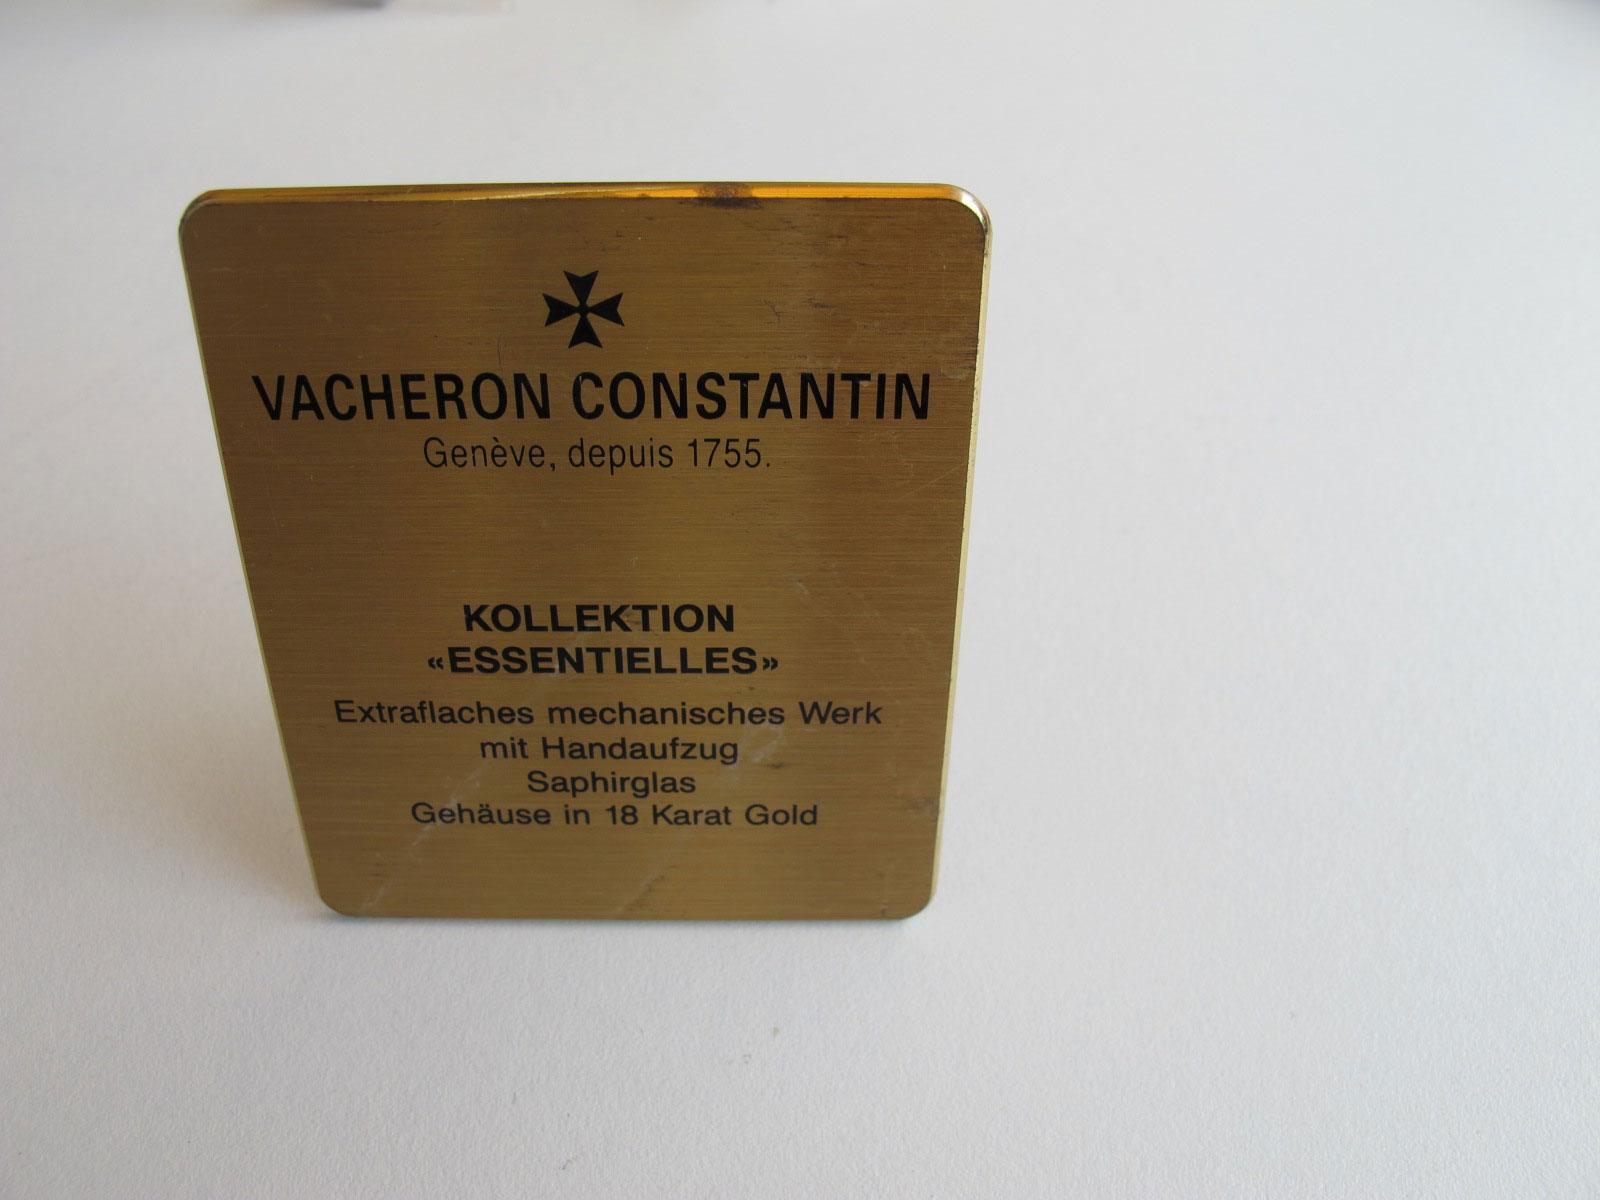 VACHERON CONSTANTIN
Genève, depuis 1755.
KOLLEKTION
«ESSENTIELLES»
Extraflaches mechanisches Werk
mit Handaufzug
Saphirglas
Gehäuse in 18 Karat Gold